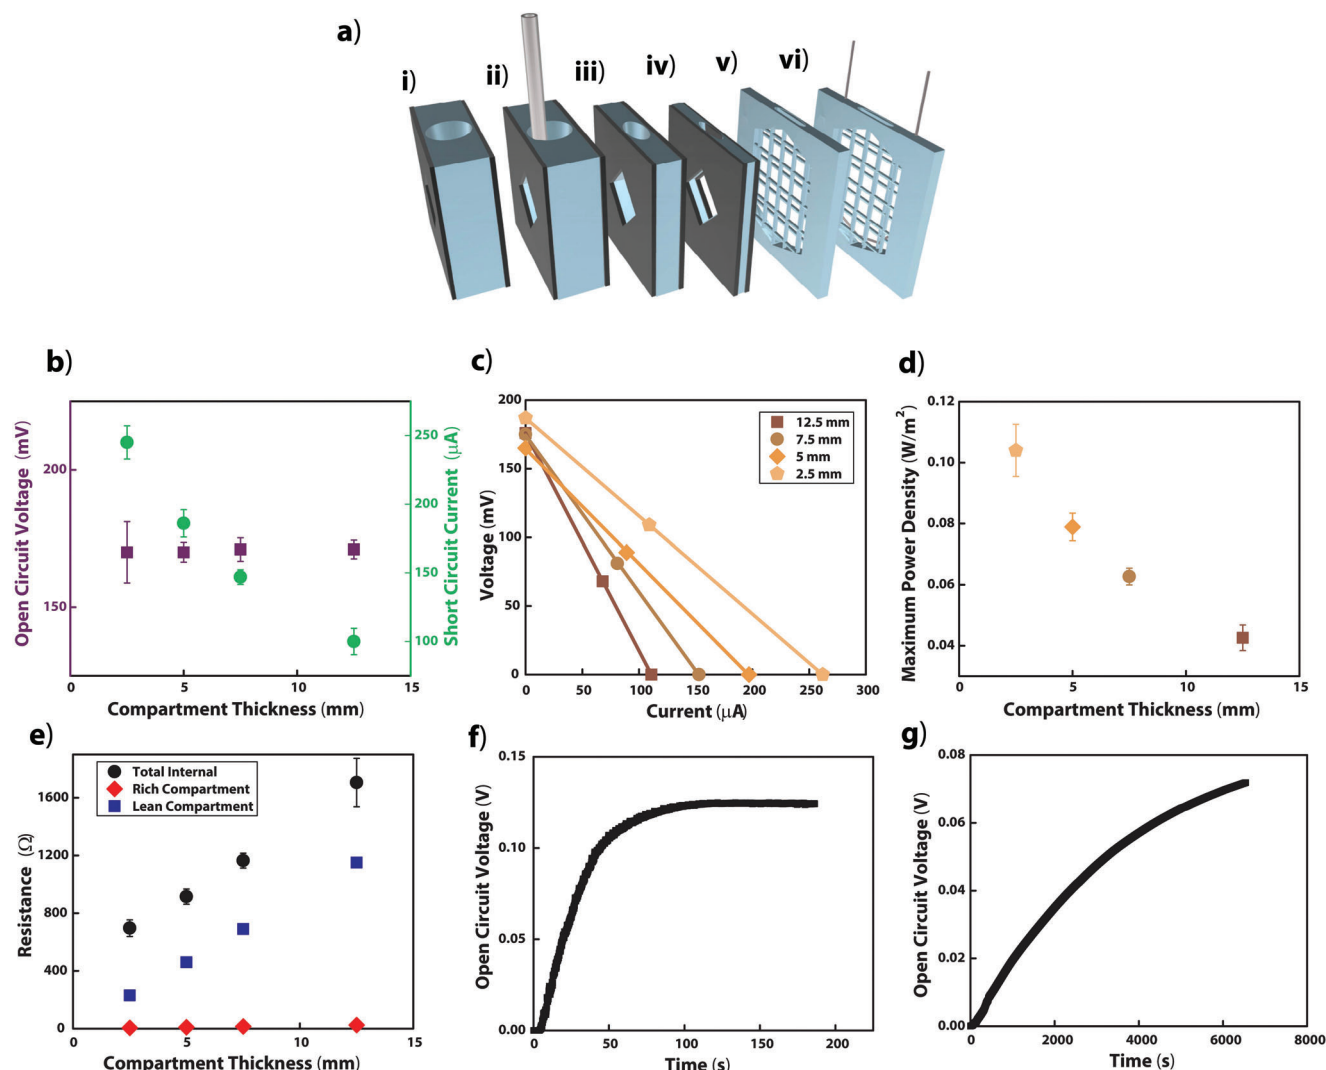 a)
i) ii) iii) iv) v) vi)
b)
Open Circuit Voltage (mV)
200
150
Short Circuit Current (μA)
250
200
150
100
0 5 10 15
Compartment Thickness (mm)
c)
Voltage (mV)
200
150
100
50
0
0 50 100 150 200 250 300
Current (μA)
12.5 mm
7.5 mm
5 mm
2.5 mm
d)
Maximum Power Density (W/m²)
0.12
0.10
0.08
0.06
0.04
0 5 10 15
Compartment Thickness (mm)
e)
Resistance (Ω)
1600
1200
800
400
0
0 5 10 15
Compartment Thickness (mm)
Total Internal
Rich Compartment
Lean Compartment
f)
Open Circuit Voltage (V)
0.15
0.10
0.05
0.00
0 50 100 150 200
Time (s)
g)
Open Circuit Voltage (V)
0.08
0.06
0.04
0.02
0.00
0 2000 4000 6000 8000
Time (s)